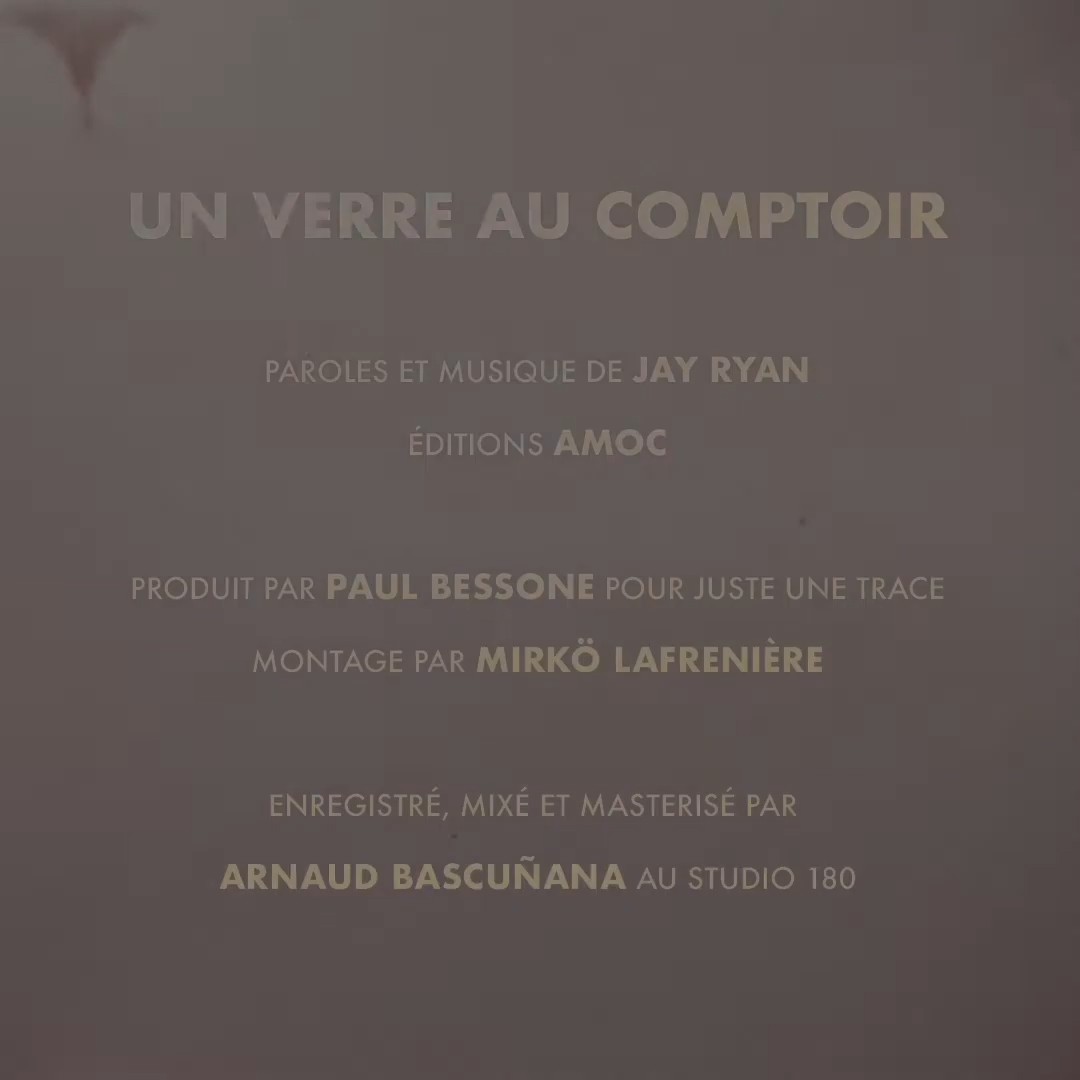 UN VERRE AU COMPTOIR
PAROLES ET MUSIQUE DE JAY RYAN
ÉDITIONS AMOC
PRODUIT PAR PAUL BESSONE POUR JUSTE UNE TRACE
MONTAGE PAR MIRKÖ LAFRENIÈRE
ENREGISTRÉ, MIXÉ ET MASTERISÉ PAR
ARNAUD BASCUÑANA AU STUDIO 180